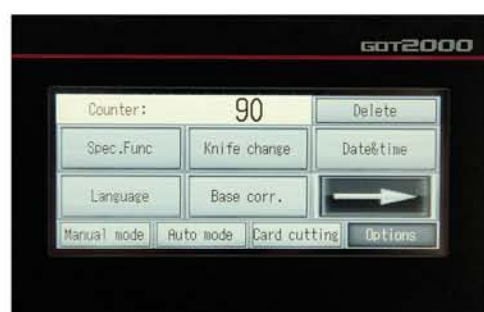 GOT2000
Counter: 90 Delete
Spec.Func Knife change Date&time
Language Base corr.
Manual mode Auto mode Card cutting Options